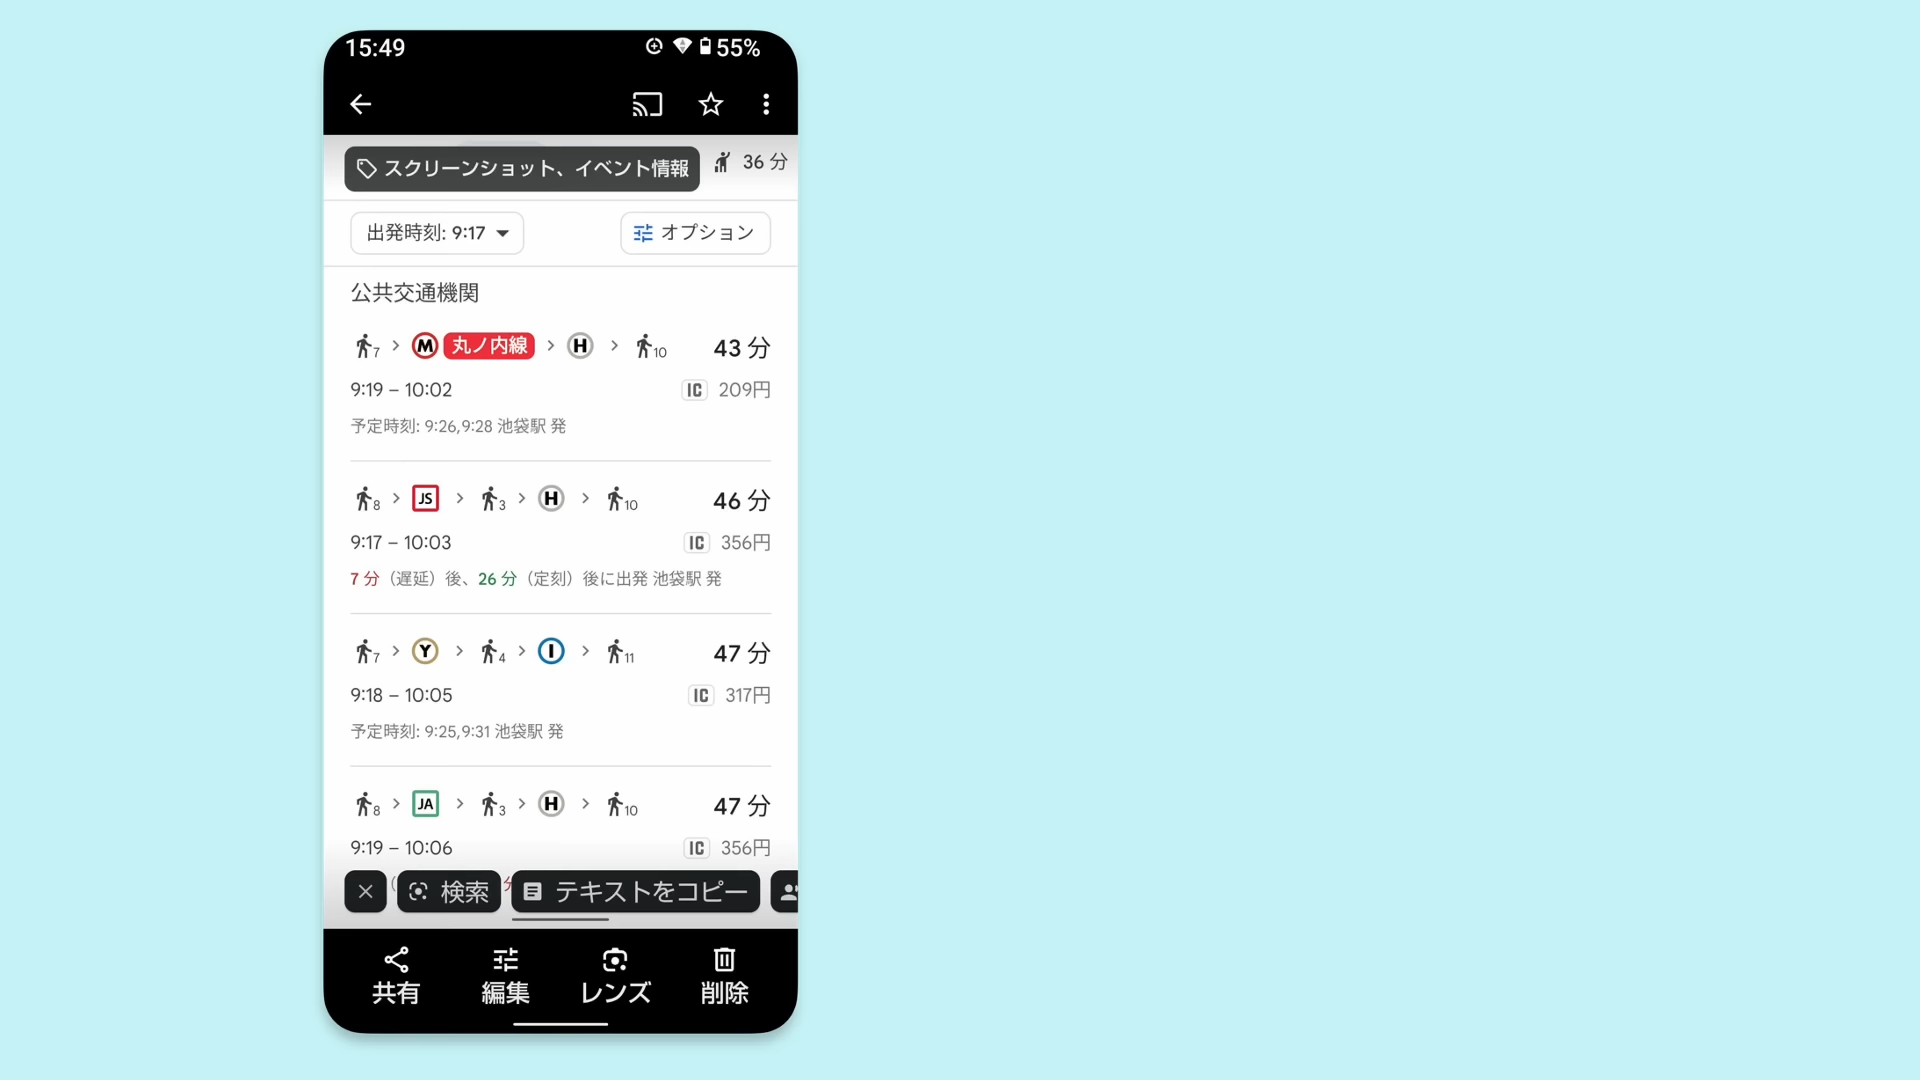 15:49 55%
スクリーンショット、イベント情報 36 分
出発時刻: 9:17 オプション
公共交通機関
7 M 丸ノ内線 H 10 43 分
9:19 – 10:02 IC 209円
予定時刻: 9:26,9:28 池袋駅 発
8 JS 3 H 10 46 分
9:17 – 10:03 IC 356円
7 分（遅延）後、26 分（定刻）後に出発 池袋駅 発
7 Y 4 I 11 47 分
9:18 – 10:05 IC 317円
予定時刻: 9:25,9:31 池袋駅 発
8 JA 3 H 10 47 分
9:19 – 10:06 IC 356円
検索 テキストをコピー
共有 編集 レンズ 削除